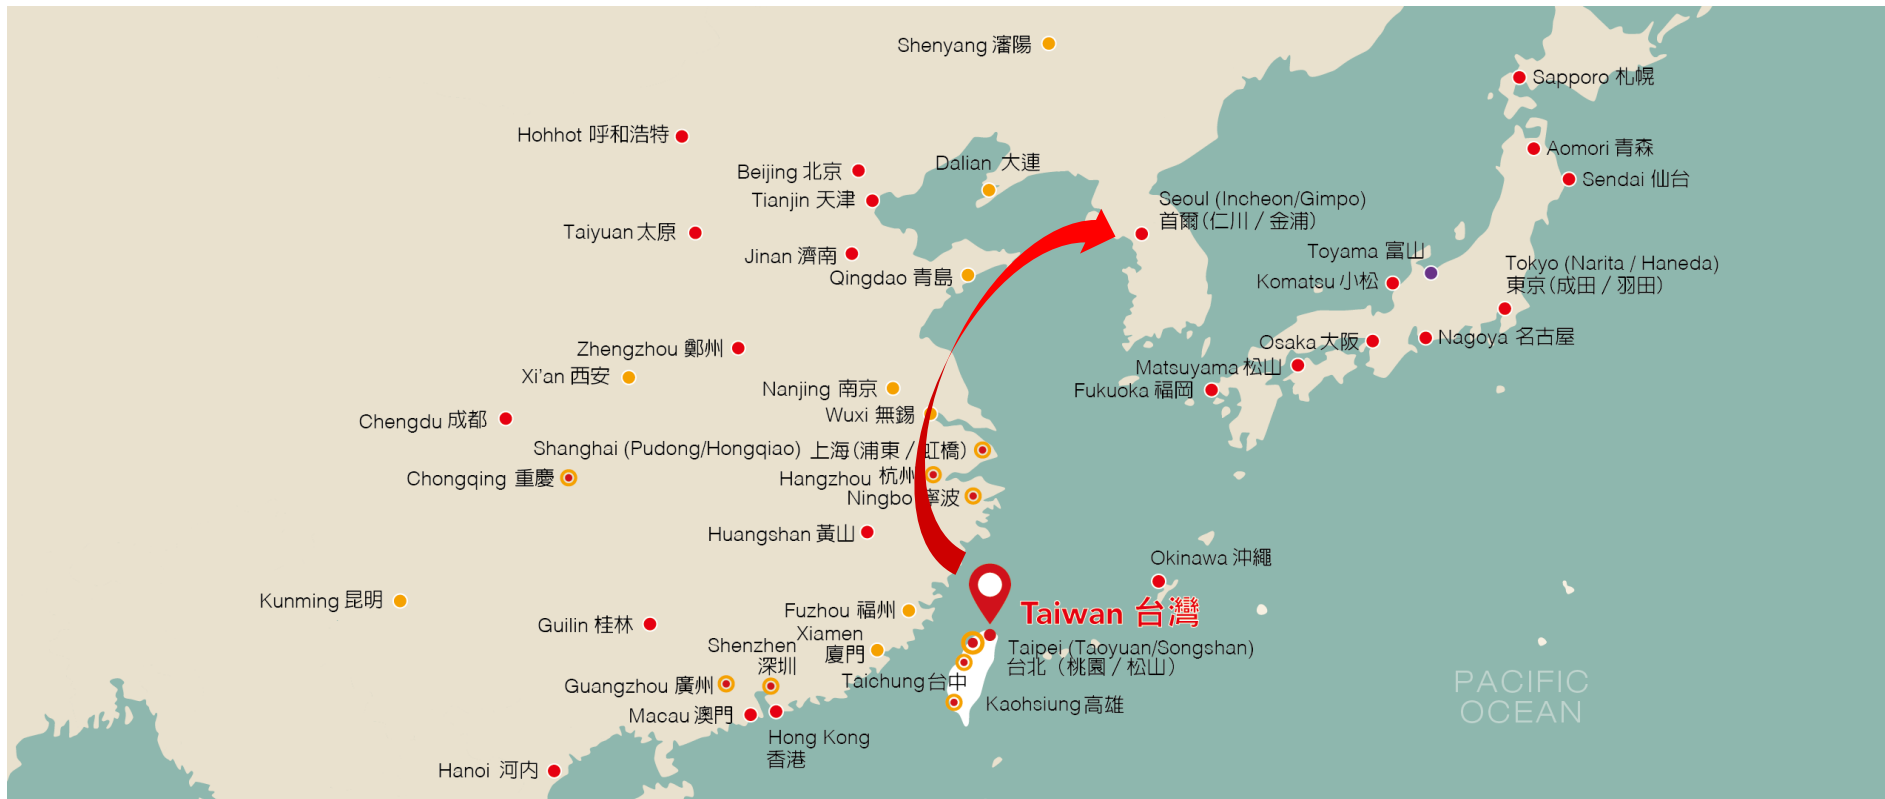 Shenyang 瀋陽
Sapporo 札幌
Hohhot 呼和浩特
Aomori 青森
Dalian 大連
Beijing 北京
Sendai 仙台
Tianjin 天津
Seoul (Incheon/Gimpo)
首爾(仁川 / 金浦)
Taiyuan 太原
Toyama 富山
Jinan 濟南
Tokyo (Narita / Haneda)
東京(成田 / 羽田)
Qingdao 青島
Komatsu 小松
Nagoya 名古屋
Osaka 大阪
Zhengzhou 鄭州
Matsuyama 松山
Xi'an 西安
Nanjing 南京
Fukuoka 福岡
Wuxi 無錫
Chengdu 成都
Shanghai (Pudong/Hongqiao) 上海(浦東 / 虹橋)
Chongqing 重慶
Hangzhou 杭州
Ningbo 寧波
Huangshan 黃山
Okinawa 沖繩
Kunming 昆明
Fuzhou 福州
Taiwan 台灣
Guilin 桂林
Xiamen
廈門
Shenzhen
深圳
Taipei (Taoyuan/Songshan)
台北（桃園 / 松山）
Taichung 台中
Guangzhou 廣州
PACIFIC
OCEAN
Kaohsiung 高雄
Macau 澳門
Hong Kong
香港
Hanoi 河内